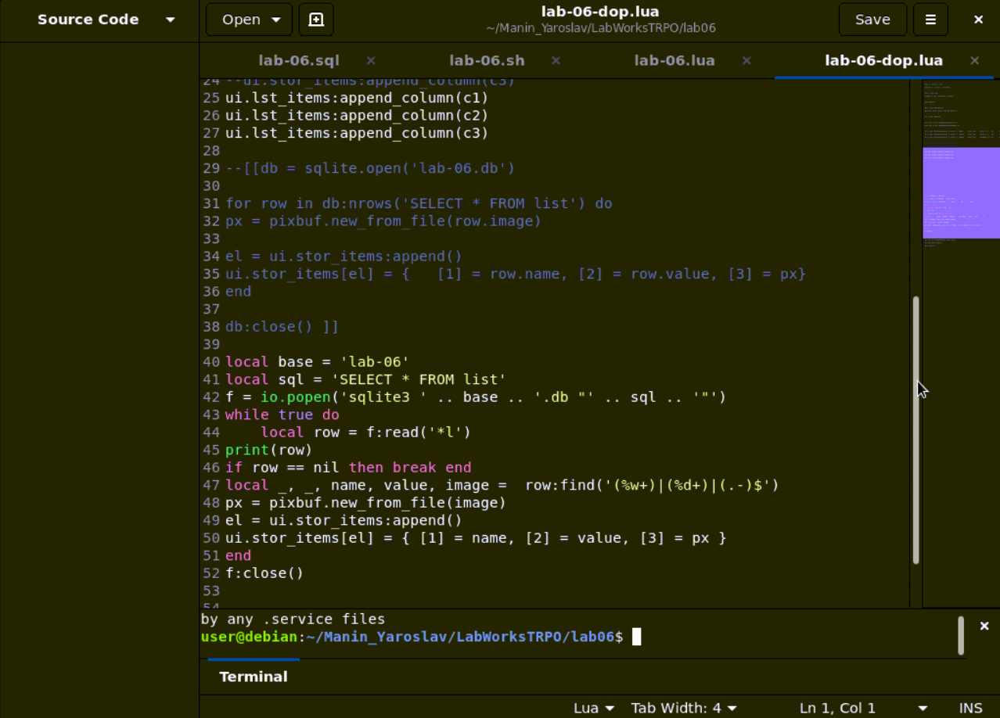 Source Code
Open
lab-06-dop.lua
~/Manin_Yaroslav/LabWorksTRPO/lab06
Save
lab-06.sql
lab-06.sh
lab-06.lua
lab-06-dop.lua
24 --ui.stor_items:append_column(c3)
25 ui.lst_items:append_column(c1)
26 ui.lst_items:append_column(c2)
27 ui.lst_items:append_column(c3)
28
29 --[[db = sqlite.open('lab-06.db')
30
31 for row in db:nrows('SELECT * FROM list') do
32 px = pixbuf.new_from_file(row.image)
33
34 el = ui.stor_items:append()
35 ui.stor_items[el] = {   [1] = row.name, [2] = row.value, [3] = px}
36 end
37
38 db:close() ]]
39
40 local base = 'lab-06'
41 local sql = 'SELECT * FROM list'
42 f = io.popen('sqlite3 ' .. base .. '.db "' .. sql .. '"')
43 while true do
44     local row = f:read('*l')
45 print(row)
46 if row == nil then break end
47 local _, _, name, value, image =  row:find('(%w+)|(%d+)|(.-)$')
48 px = pixbuf.new_from_file(image)
49 el = ui.stor_items:append()
50 ui.stor_items[el] = { [1] = name, [2] = value, [3] = px }
51 end
52 f:close()
53
54
by any .service files
user@debian:~/Manin_Yaroslav/LabWorksTRPO/lab06$
Terminal
Lua
Tab Width: 4
Ln 1, Col 1
INS